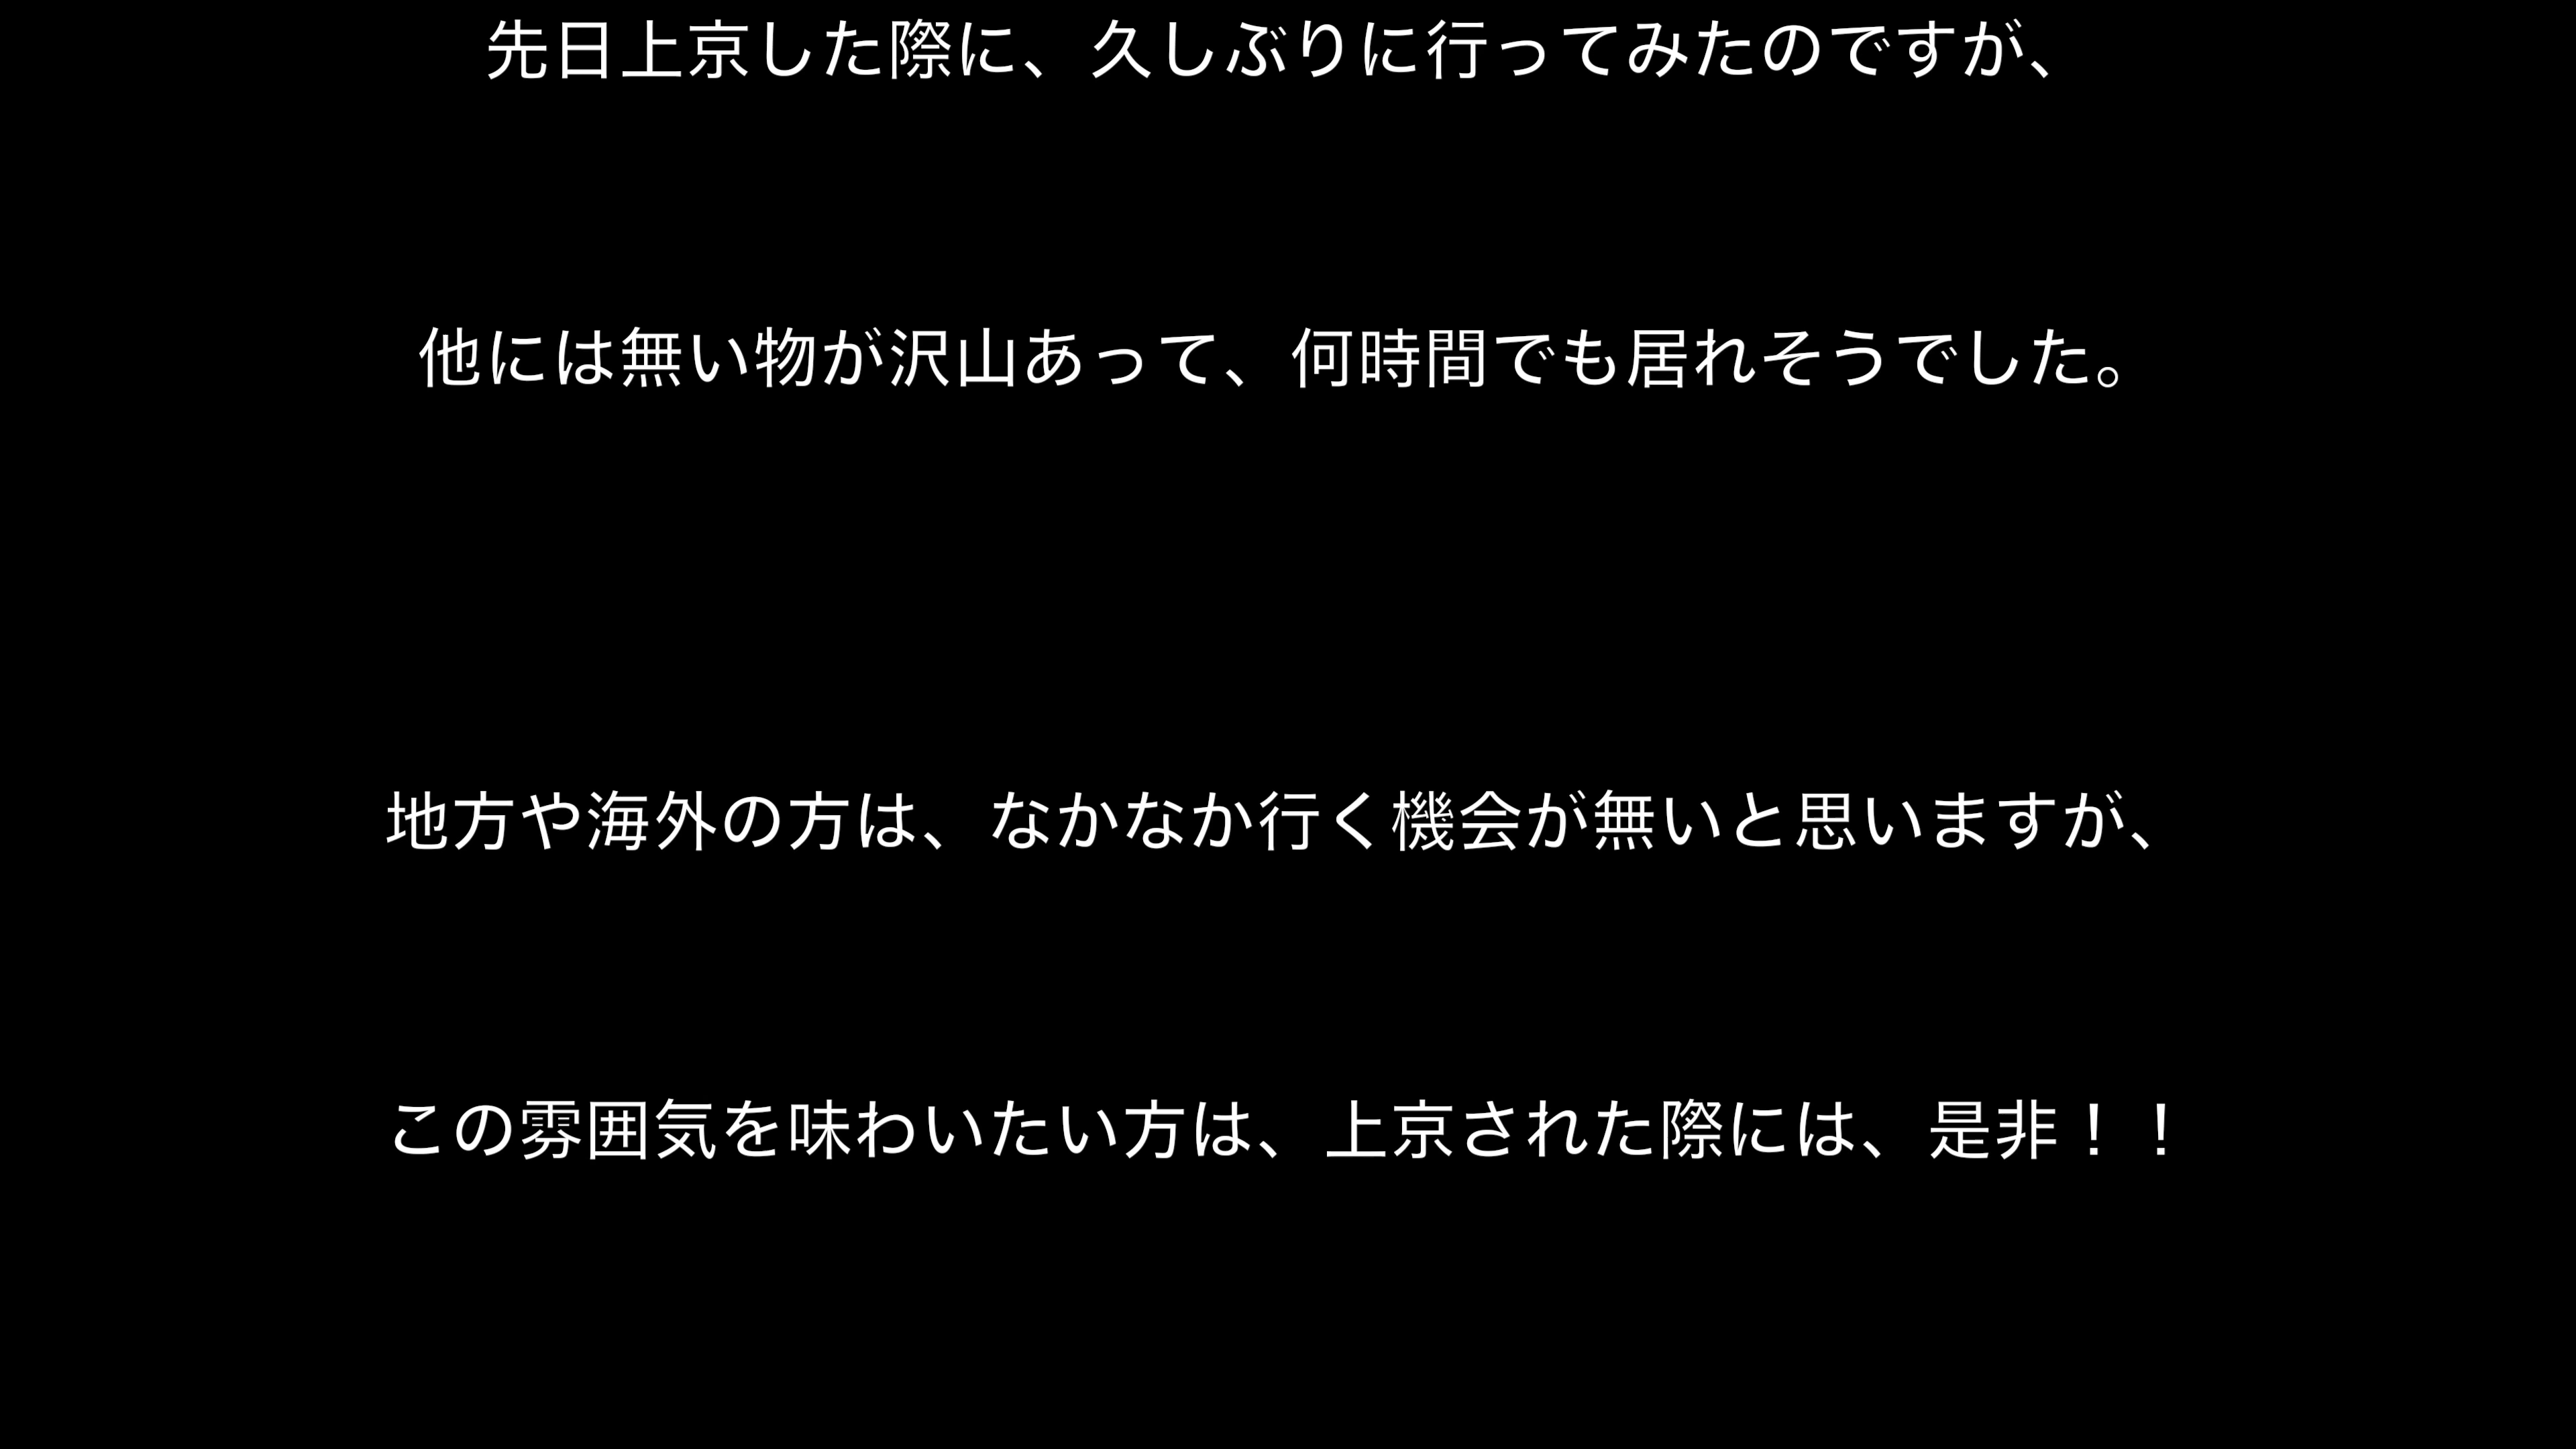 先日上京した際に、久しぶりに行ってみたのですが、
他には無い物が沢山あって、何時間でも居れそうでした。
地方や海外の方は、なかなか行く機会が無いと思いますが、
この雰囲気を味わいたい方は、上京された際には、是非！！